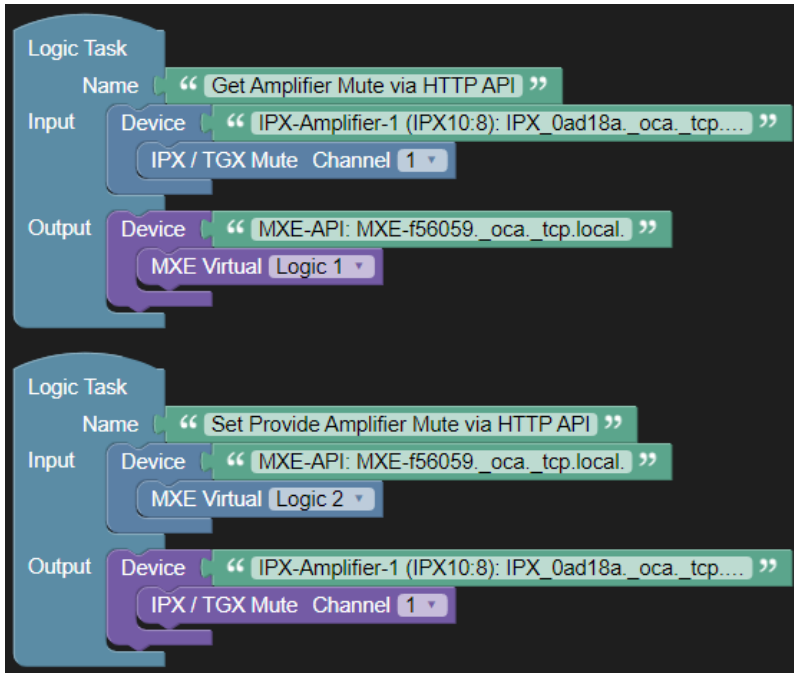 Logic Task
Name “ Get Amplifier Mute via HTTP API ”
Input Device “ IPX-Amplifier-1 (IPX10:8): IPX_0ad18a._oca._tcp.... ”
IPX / TGX Mute Channel 1
Output Device “ MXE-API: MXE-f56059._oca._tcp.local. ”
MXE Virtual Logic 1
Logic Task
Name “ Set Provide Amplifier Mute via HTTP API ”
Input Device “ MXE-API: MXE-f56059._oca._tcp.local. ”
MXE Virtual Logic 2
Output Device “ IPX-Amplifier-1 (IPX10:8): IPX_0ad18a._oca._tcp.... ”
IPX / TGX Mute Channel 1